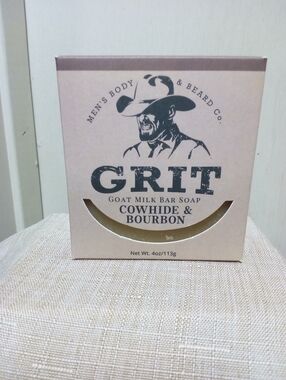 MEN'S BODY & BEARD Co.
GRIT
GOAT MILK BAR SOAP
COWHIDE &
BOURBON
Net Wt. 4oz/113g